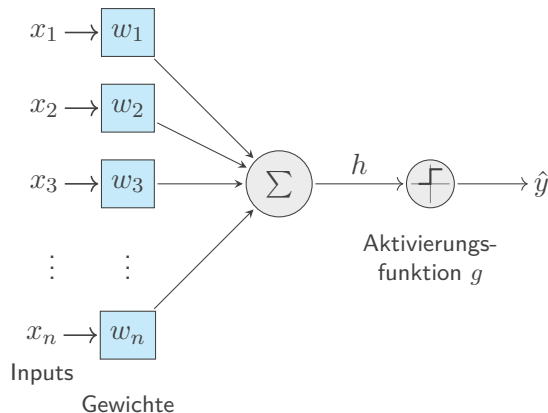 x₁ w₁
x₂ w₂
x₃ w₃ Σ h ŷ
Aktivierungs-
funktion g
⋮ ⋮
xₙ wₙ
Inputs
Gewichte